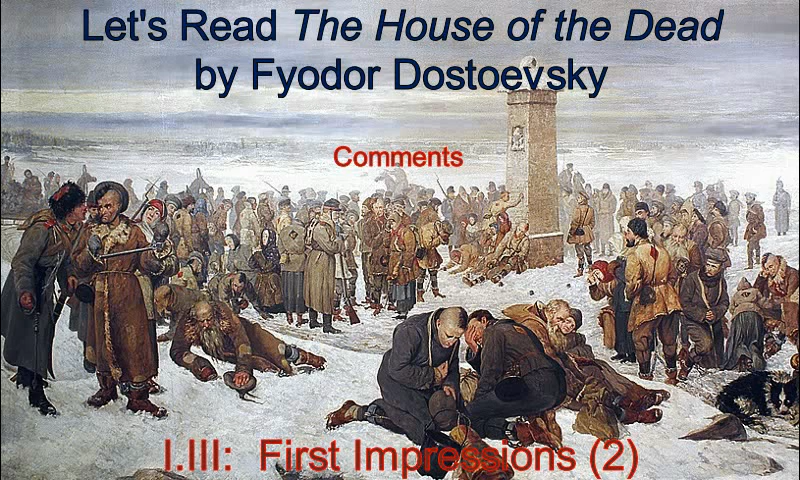 Let's Read The House of the Dead
by Fyodor Dostoevsky
Comments
I.III: First Impressions (2)